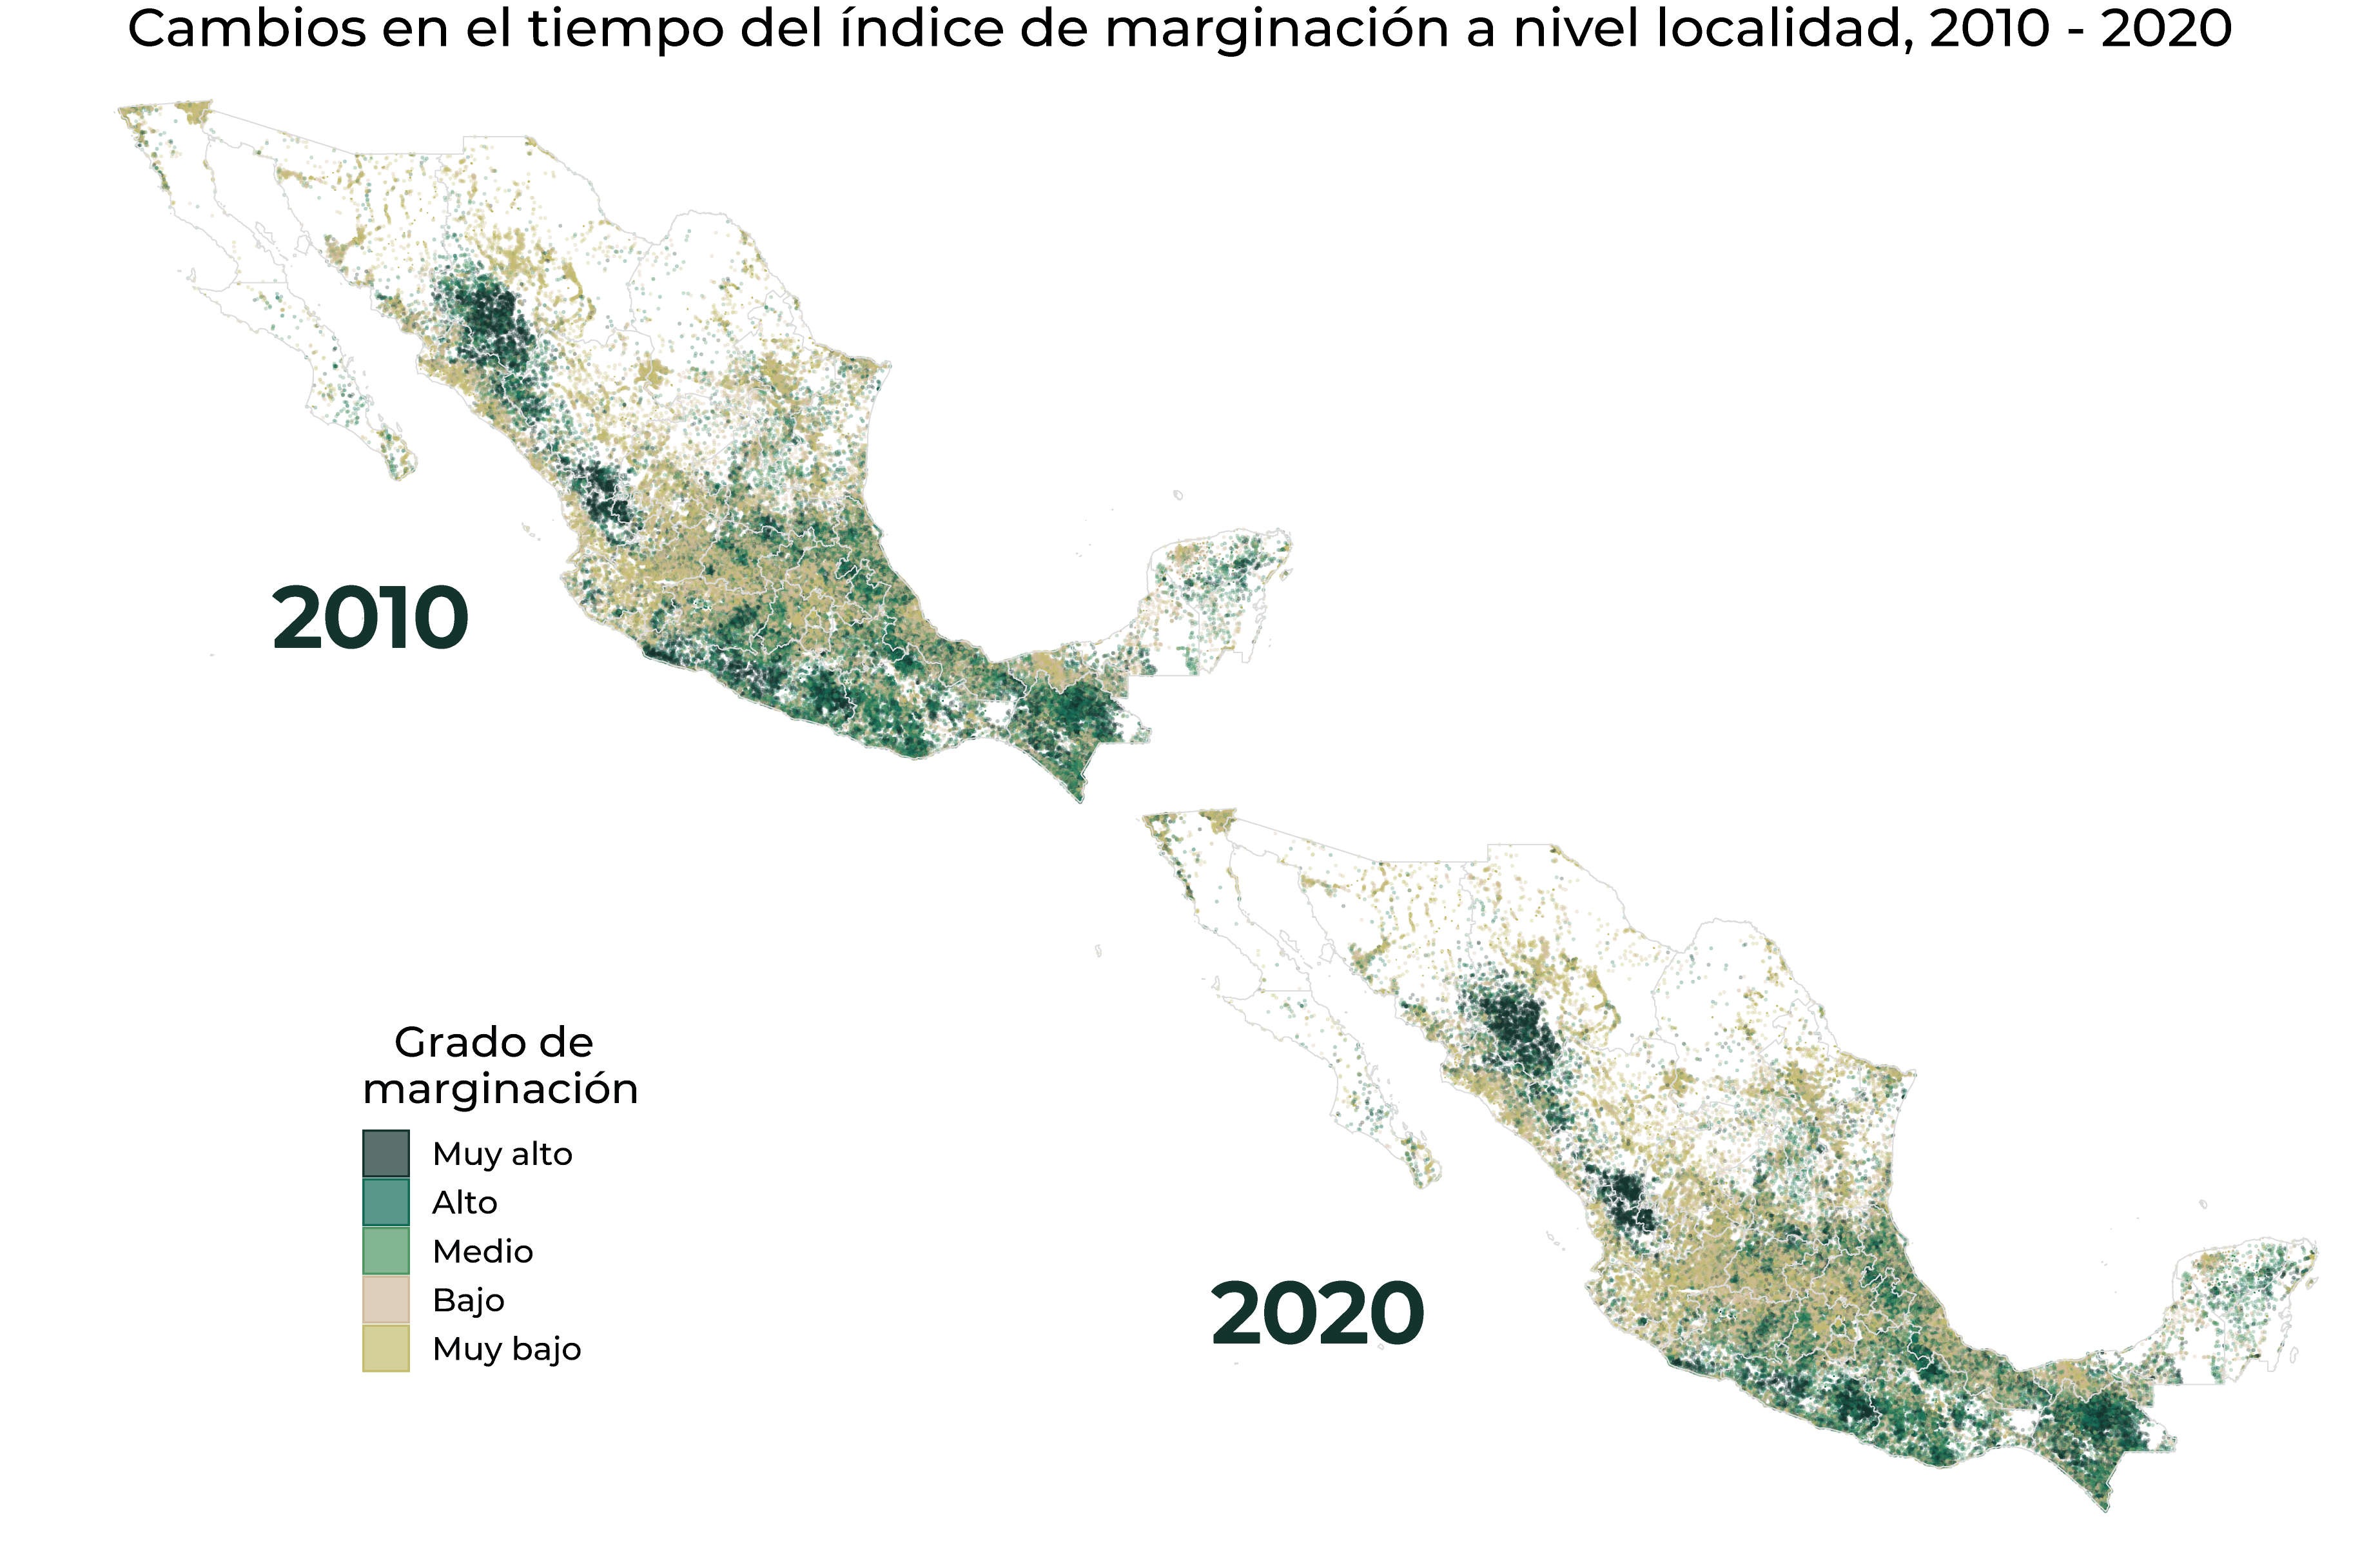 Cambios en el tiempo del índice de marginación a nivel localidad, 2010 - 2020
2010
Grado de
marginación
Muy alto
Alto
Medio
Bajo
Muy bajo
2020